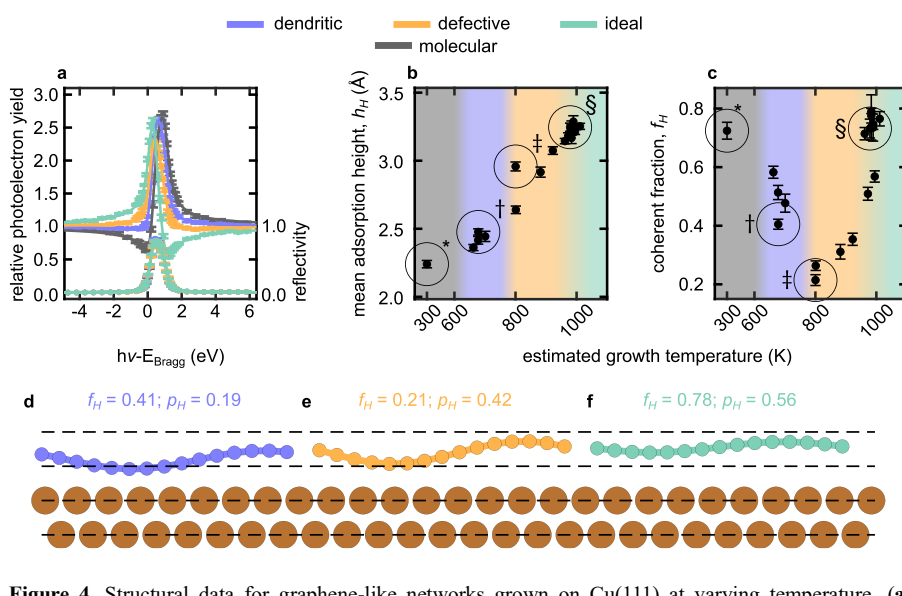 dendritic defective ideal
molecular
a
relative photoelectron yield
3.0
2.5
2.0
1.5
1.0
0.5
0.0
1.0
0.0
reflectivity
-4 -2 0 2 4 6
hν-E_Bragg (eV)
b
mean adsorption height, h_H (Å)
3.5
3.0
2.5
2.0
* † ‡ §
300 600 800 1000
c
coherent fraction, f_H
0.8
0.6
0.4
0.2
* † ‡ §
300 600 800 1000
estimated growth temperature (K)
d f_H = 0.41; p_H = 0.19
e f_H = 0.21; p_H = 0.42
f f_H = 0.78; p_H = 0.56
Figure 4. Structural data for graphene-like networks grown on Cu(111) at varying temperature. (a